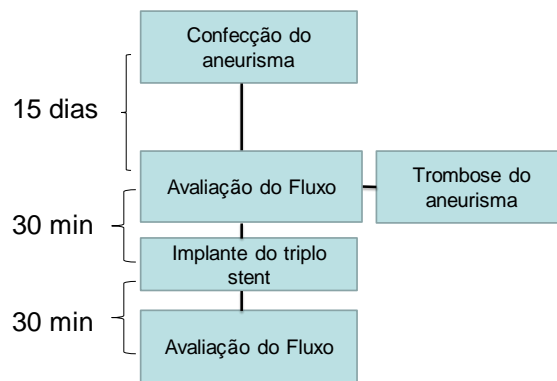 Confecção do
aneurisma
15 dias
Avaliação do Fluxo
Trombose do
aneurisma
30 min
Implante do triplo
stent
30 min
Avaliação do Fluxo